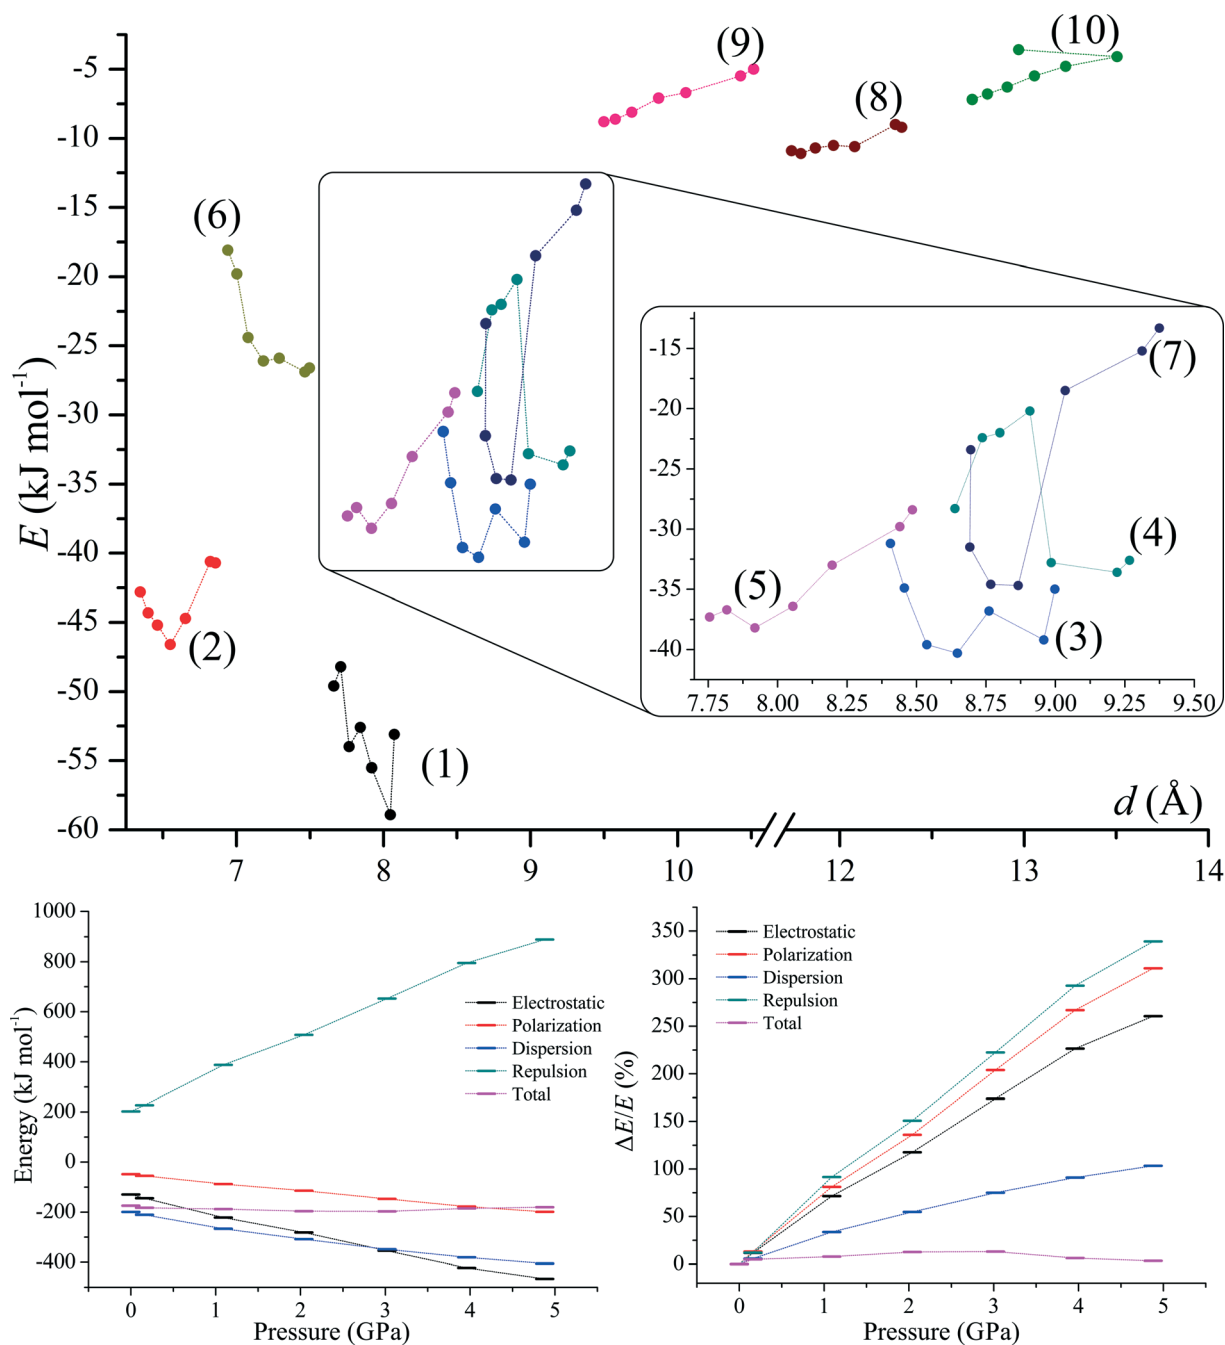 (10)
(9)
-5
(8)
-10
-15
(6)
-20
-25
-30
-35
-40
-45
-50
-55
-60
E (kJ mol⁻¹)
(7)
(4)
(5)
(3)
-15
-20
-25
-30
-35
-40
7.75 8.00 8.25 8.50 8.75 9.00 9.25 9.50
(2)
(1)
d (Å)
7 8 9 10 12 13 14
1000
800
600
400
200
0
-200
-400
Energy (kJ mol⁻¹)
Electrostatic
Polarization
Dispersion
Repulsion
Total
0 1 2 3 4 5
Pressure (GPa)
350
300
250
200
150
100
50
0
ΔE/E (%)
Electrostatic
Polarization
Dispersion
Repulsion
Total
0 1 2 3 4 5
Pressure (GPa)